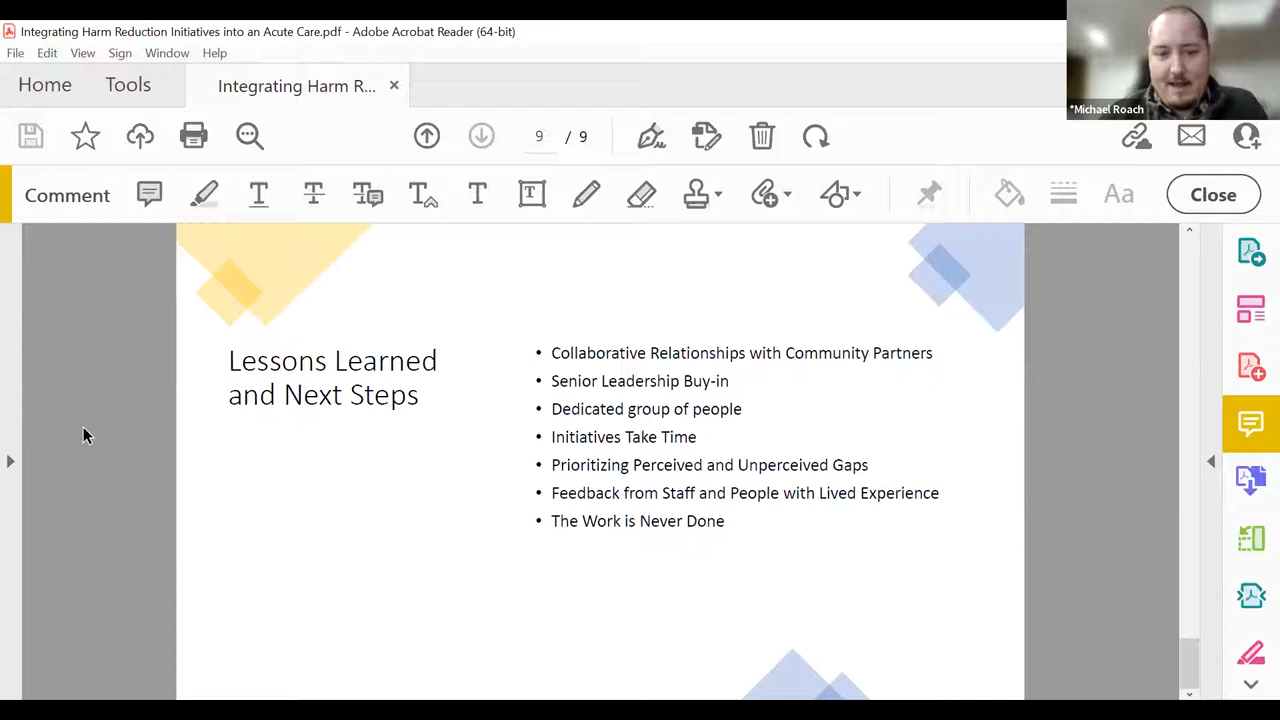 Integrating Harm Reduction Initiatives into an Acute Care.pdf - Adobe Acrobat Reader (64-bit)
File Edit View Sign Window Help
Home Tools Integrating Harm R... ×
9 / 9
*Michael Roach
Comment
Aa
Close
Lessons Learned
and Next Steps
• Collaborative Relationships with Community Partners
• Senior Leadership Buy-in
• Dedicated group of people
• Initiatives Take Time
• Prioritizing Perceived and Unperceived Gaps
• Feedback from Staff and People with Lived Experience
• The Work is Never Done